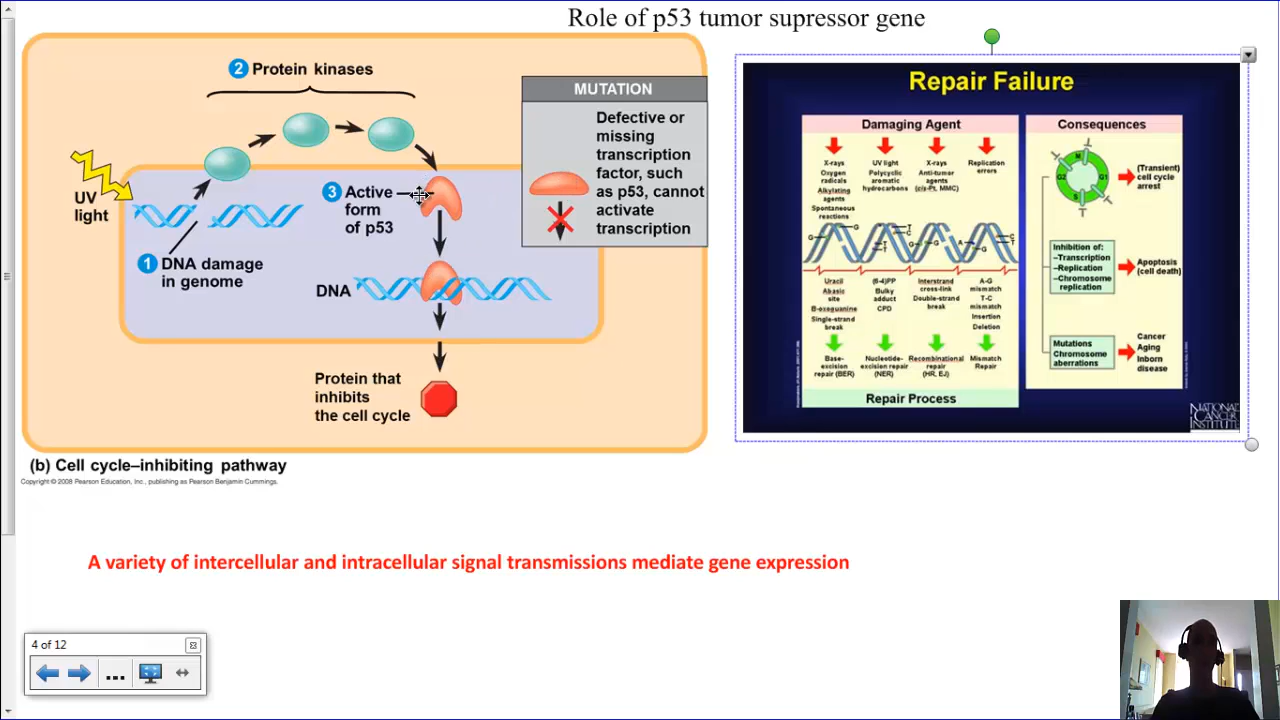 Role of p53 tumor supressor gene
2 Protein kinases
MUTATION
Defective or
missing
transcription
factor, such
as p53, cannot
activate
transcription
UV
light
3 Active
form
of p53
1 DNA damage
in genome
DNA
Protein that
inhibits
the cell cycle
(b) Cell cycle–inhibiting pathway
Copyright © 2008 Pearson Education, Inc., publishing as Pearson Benjamin Cummings.
Repair Failure
Damaging Agent
X-rays
Oxygen
radicals
Alkylating
agents
Spontaneous
reactions
UV light
Polycyclic
aromatic
hydrocarbons
X-rays
Anti-tumor
agents
(cis-Pt, MMC)
Replication
errors
Uracil
Abasic
site
Single-strand
break
(6-4)PP
Bulky
adduct
CPD
Interstrand
cross-link
Double-strand
break
A-G
mismatch
T-C
mismatch
Insertion
Deletion
Base-
excision
repair (BER)
Nucleotide-
excision repair
(NER)
Recombinational
repair
(HR, EJ)
Mismatch
Repair
Repair Process
Consequences
M
G2
G1
S
(Transient)
cell cycle
arrest
Inhibition of:
–Transcription
–Replication
–Chromosome
replication
Apoptosis
(cell death)
Mutations
Chromosome
aberrations
Cancer
Aging
Inborn
disease
NATIONAL
CANCER
INSTITUTE
A variety of intercellular and intracellular signal transmissions mediate gene expression
4 of 12